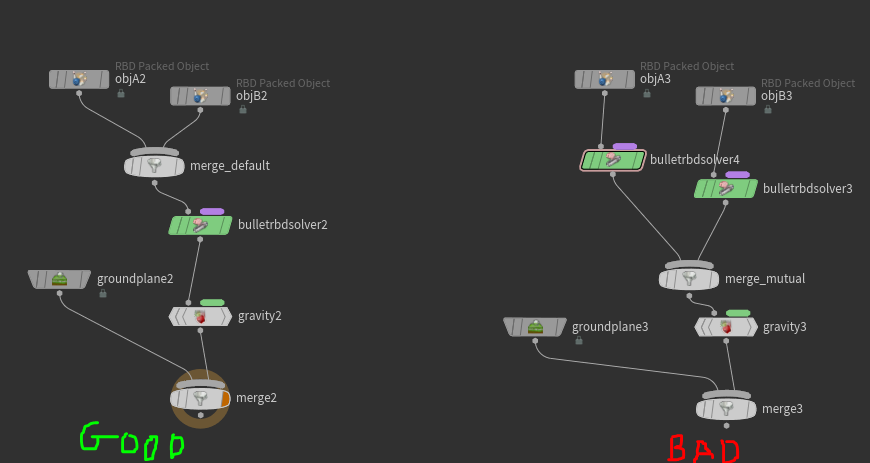 RBD Packed Object
objA2
RBD Packed Object
objB2
merge_default
bulletrbdsolver2
groundplane2
gravity2
merge2
GOOD
RBD Packed Object
objA3
RBD Packed Object
objB3
bulletrbdsolver4
bulletrbdsolver3
merge_mutual
gravity3
groundplane3
merge3
BAD